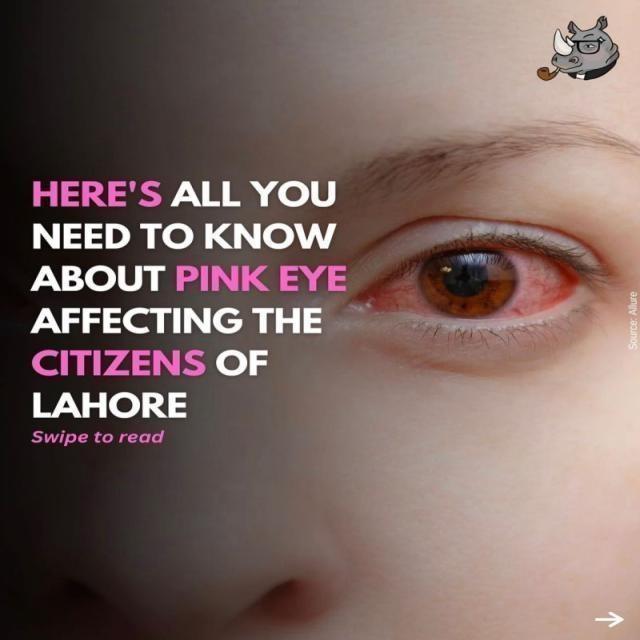 HERE'S ALL YOU
NEED TO KNOW
ABOUT PINK EYE
AFFECTING THE
CITIZENS OF
LAHORE
Swipe to read
Source: Allure